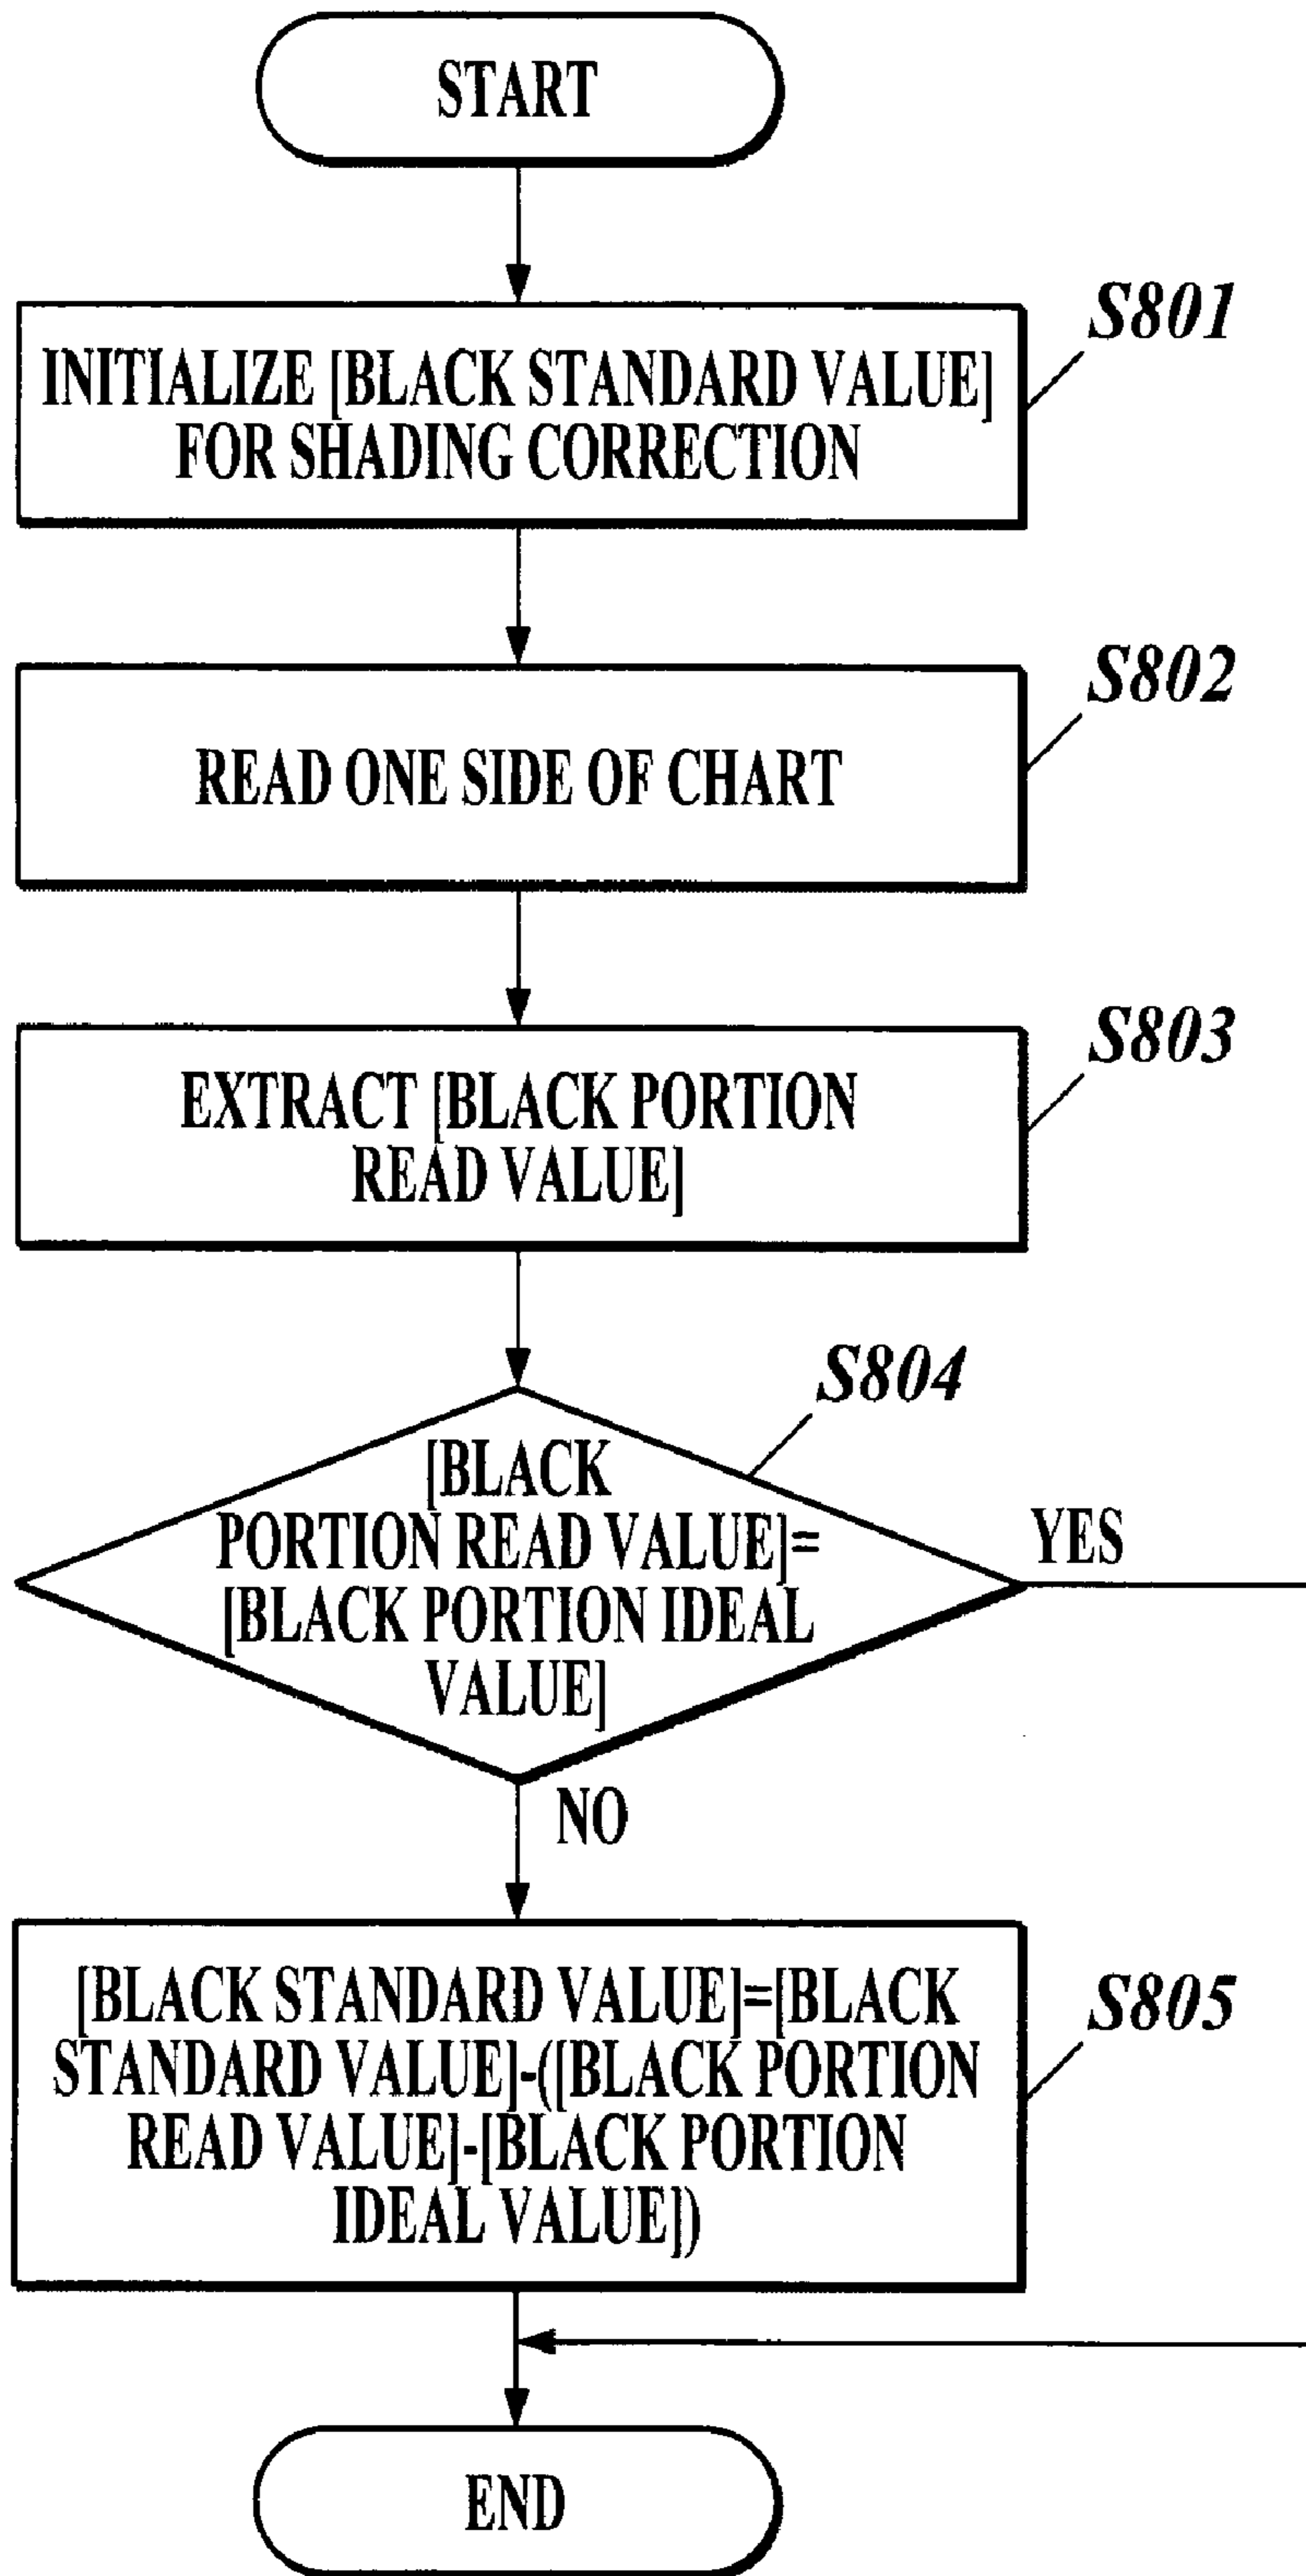 START
S801
INITIALIZE [BLACK STANDARD VALUE]
FOR SHADING CORRECTION
S802
READ ONE SIDE OF CHART
S803
EXTRACT [BLACK PORTION
READ VALUE]
S804
[BLACK
PORTION READ VALUE]=
[BLACK PORTION IDEAL
VALUE]
YES
NO
S805
[BLACK STANDARD VALUE]=[BLACK
STANDARD VALUE]-([BLACK PORTION
READ VALUE]-[BLACK PORTION
IDEAL VALUE])
END